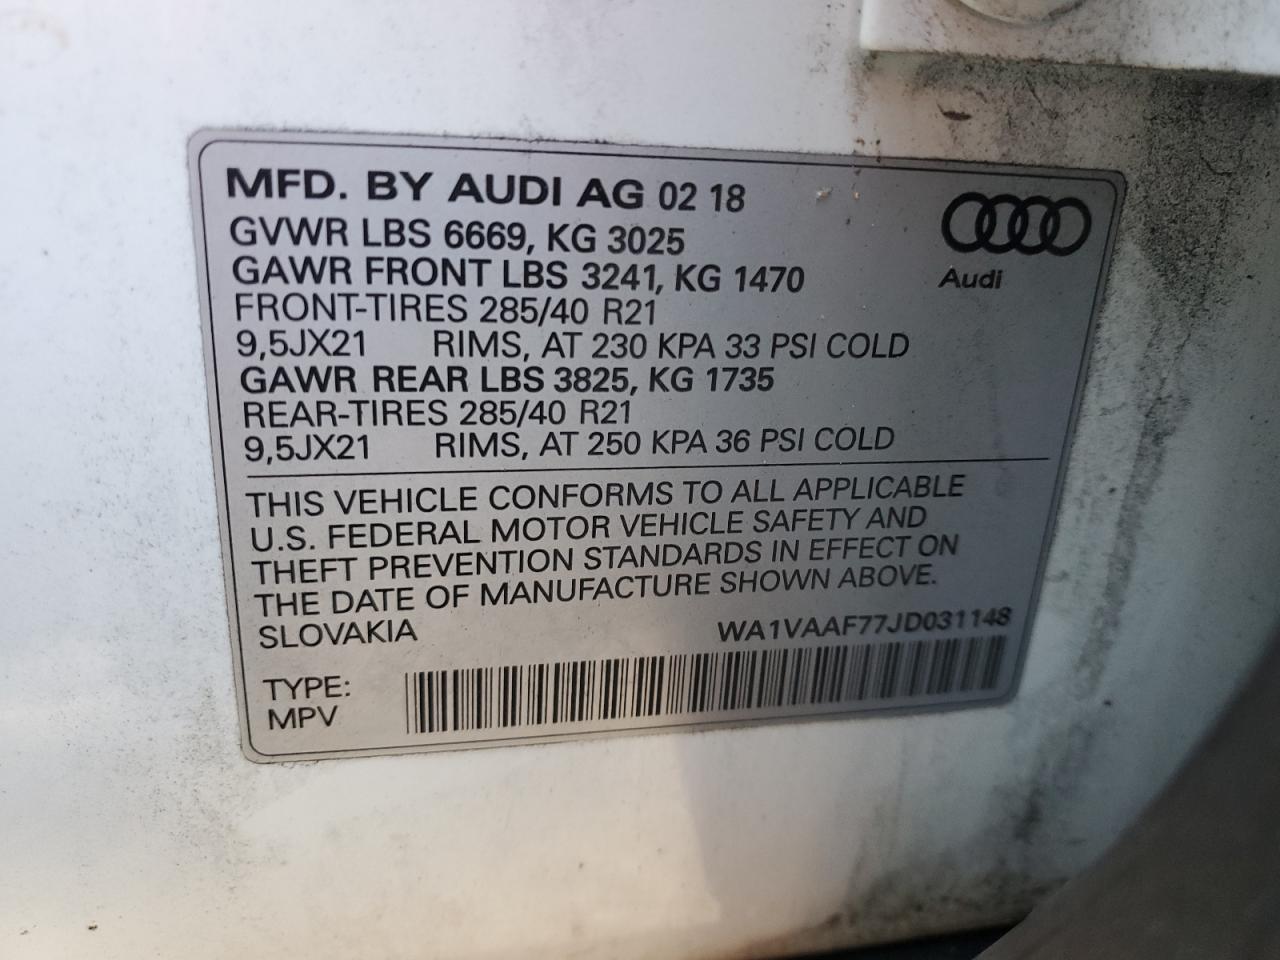 MFD. BY AUDI AG 02 18
GVWR LBS 6669, KG 3025
GAWR FRONT LBS 3241, KG 1470
FRONT-TIRES 285/40 R21
9,5JX21 RIMS, AT 230 KPA 33 PSI COLD
GAWR REAR LBS 3825, KG 1735
REAR-TIRES 285/40 R21
9,5JX21 RIMS, AT 250 KPA 36 PSI COLD
Audi
THIS VEHICLE CONFORMS TO ALL APPLICABLE
U.S. FEDERAL MOTOR VEHICLE SAFETY AND
THEFT PREVENTION STANDARDS IN EFFECT ON
THE DATE OF MANUFACTURE SHOWN ABOVE.
SLOVAKIA WA1VAAF77JD031148
TYPE:
MPV